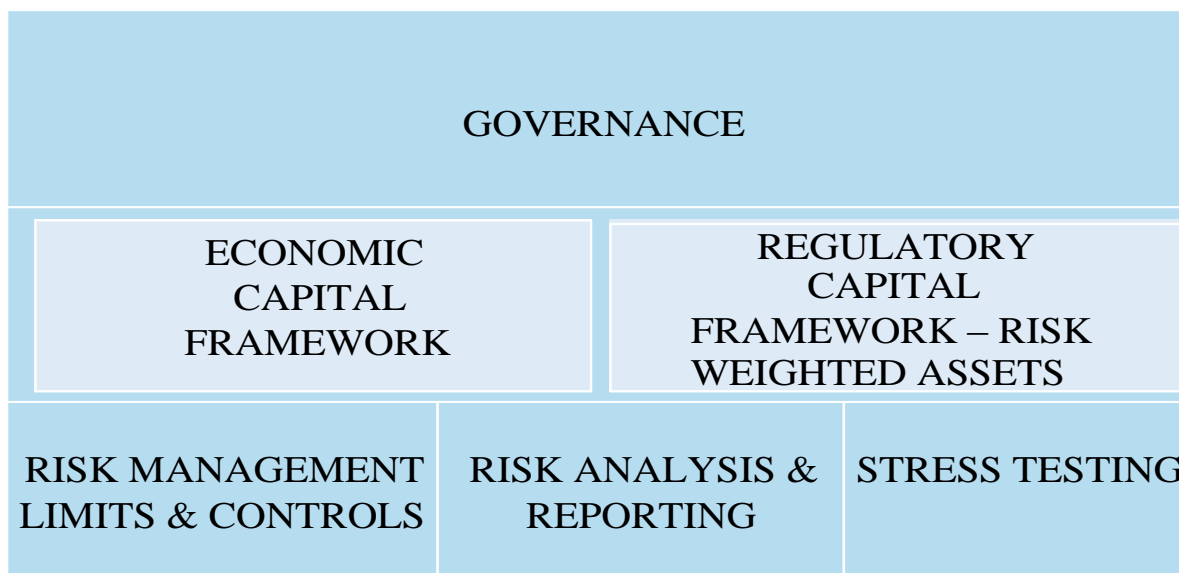 GOVERNANCE
ECONOMIC
CAPITAL
FRAMEWORK
REGULATORY
CAPITAL
FRAMEWORK – RISK
WEIGHTED ASSETS
RISK MANAGEMENT
LIMITS & CONTROLS
RISK ANALYSIS &
REPORTING
STRESS TESTING